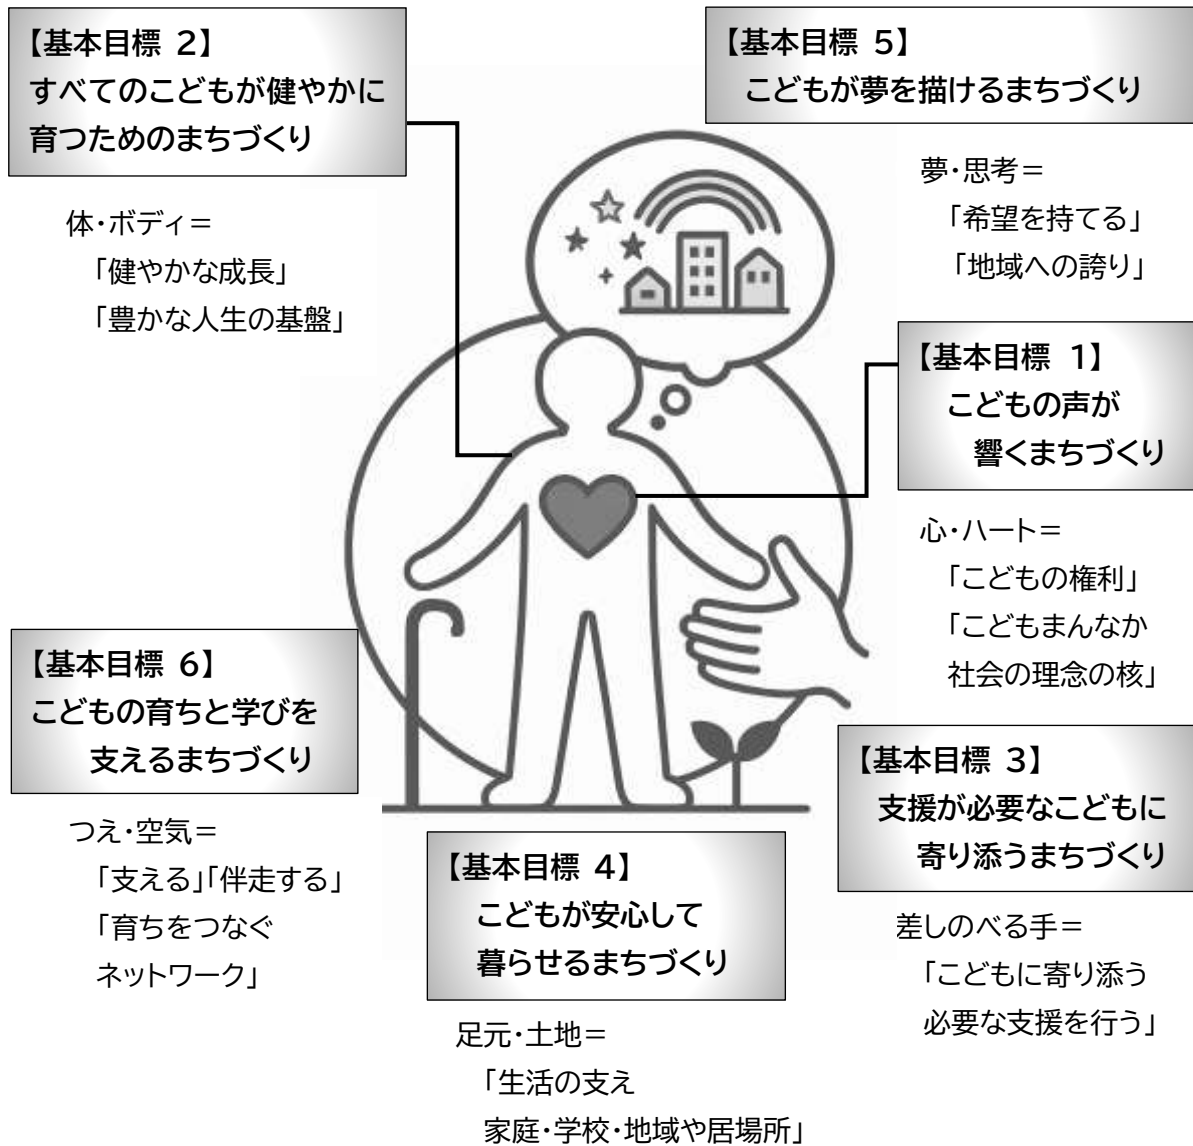 【基本目標 2】
すべてのこどもが健やかに
育つためのまちづくり
体・ボディ＝
「健やかな成長」
「豊かな人生の基盤」
【基本目標 5】
こどもが夢を描けるまちづくり
夢・思考＝
「希望を持てる」
「地域への誇り」
【基本目標 1】
こどもの声が
響くまちづくり
心・ハート＝
「こどもの権利」
「こどもまんなか
社会の理念の核」
【基本目標 6】
こどもの育ちと学びを
支えるまちづくり
つえ・空気＝
「支える」「伴走する」
「育ちをつなぐ
ネットワーク」
【基本目標 4】
こどもが安心して
暮らせるまちづくり
足元・土地＝
「生活の支え
家庭・学校・地域や居場所」
【基本目標 3】
支援が必要なこどもに
寄り添うまちづくり
差しのべる手＝
「こどもに寄り添う
必要な支援を行う」